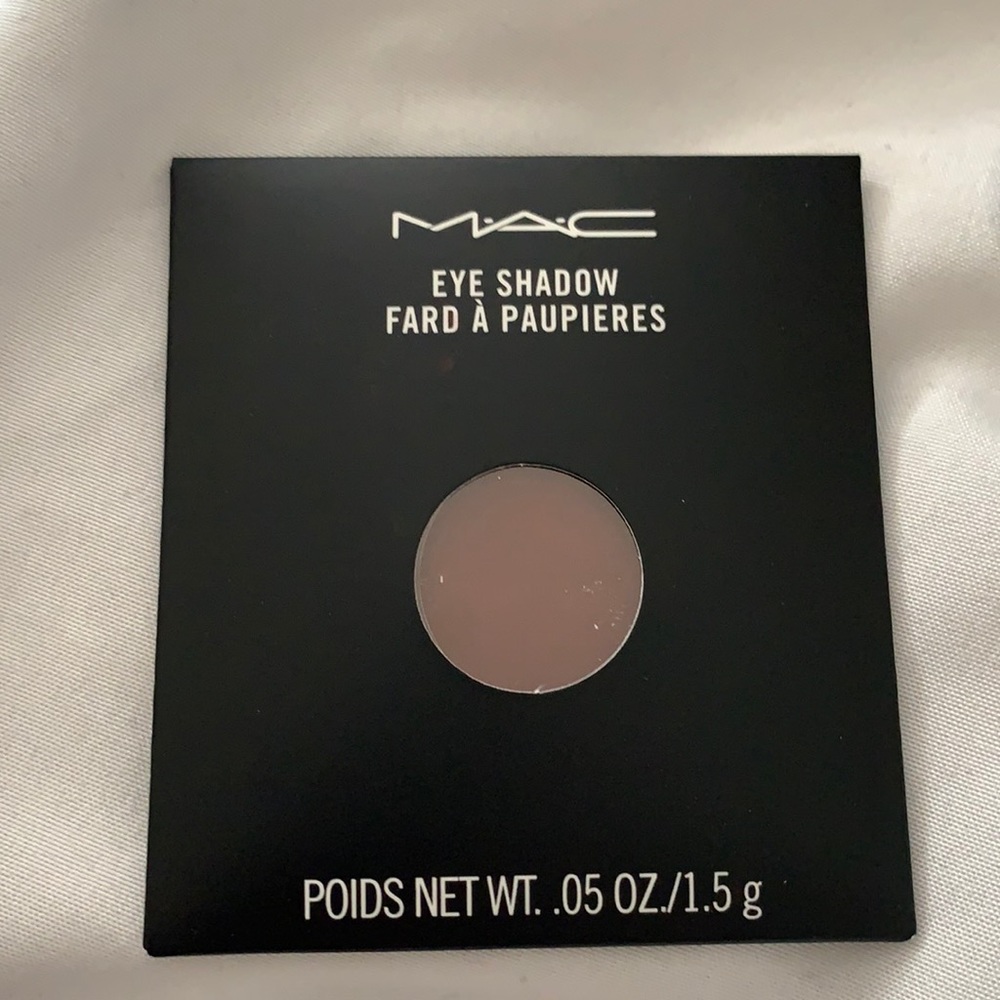 M·A·C
EYE SHADOW
FARD À PAUPIERES
POIDS NET WT. .05 OZ./1.5 g